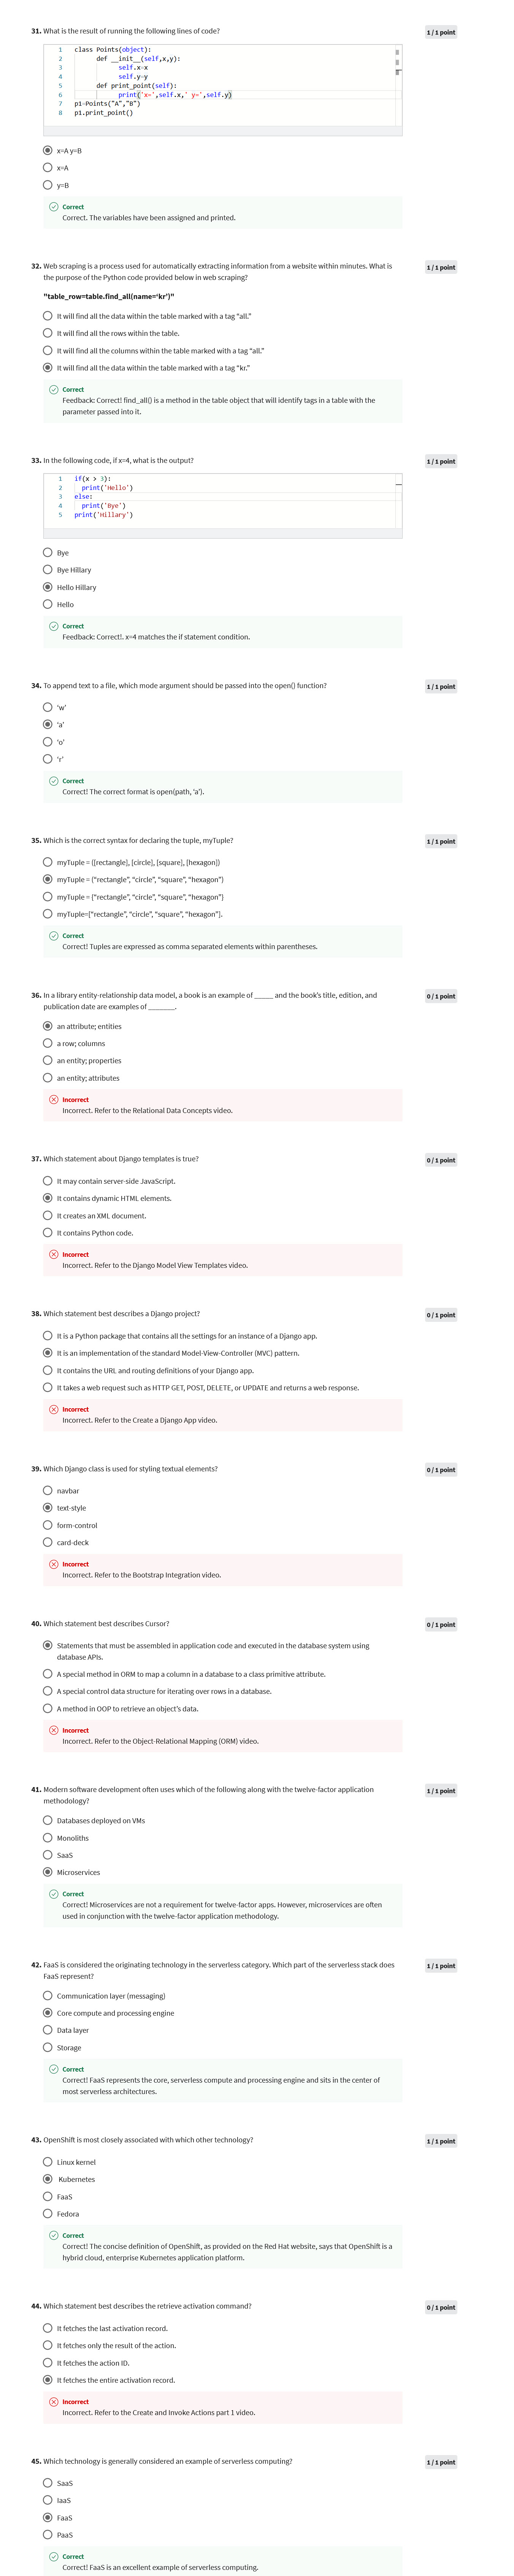 31. What is the result of running the following lines of code?
1 / 1 point
1 class Points(object):
2 def __init__(self,x,y):
3 self.x=x
4 self.y=y
5 def print_point(self):
6 print('x=',self.x,' y=',self.y)
7 p1=Points("A","B")
8 p1.print_point()
x=A y=B
x=A
y=B
Correct
Correct. The variables have been assigned and printed.
32. Web scraping is a process used for automatically extracting information from a website within minutes. What is
the purpose of the Python code provided below in web scraping?
1 / 1 point
"table_row=table.find_all(name='kr')"
It will find all the data within the table marked with a tag “all.”
It will find all the rows within the table.
It will find all the columns within the table marked with a tag “all.”
It will find all the data within the table marked with a tag “kr.”
Correct
Feedback: Correct! find_all() is a method in the table object that will identify tags in a table with the
parameter passed into it.
33. In the following code, if x=4, what is the output?
1 / 1 point
1 if(x > 3):
2 print('Hello')
3 else:
4 print('Bye')
5 print('Hillary')
Bye
Bye Hillary
Hello Hillary
Hello
Correct
Feedback: Correct!. x=4 matches the if statement condition.
34. To append text to a file, which mode argument should be passed into the open() function?
1 / 1 point
'w'
'a'
'o'
'r'
Correct
Correct! The correct format is open(path, 'a').
35. Which is the correct syntax for declaring the tuple, myTuple?
1 / 1 point
myTuple = ([rectangle], [circle], [square], [hexagon])
myTuple = (“rectangle”, “circle”, “square”, “hexagon”)
myTuple = {“rectangle”, “circle”, “square”, “hexagon”}
myTuple=[“rectangle”, “circle”, “square”, “hexagon”].
Correct
Correct! Tuples are expressed as comma separated elements within parentheses.
36. In a library entity-relationship data model, a book is an example of _____ and the book’s title, edition, and
publication date are examples of _______.
0 / 1 point
an attribute; entities
a row; columns
an entity; properties
an entity; attributes
Incorrect
Incorrect. Refer to the Relational Data Concepts video.
37. Which statement about Django templates is true?
0 / 1 point
It may contain server-side JavaScript.
It contains dynamic HTML elements.
It creates an XML document.
It contains Python code.
Incorrect
Incorrect. Refer to the Django Model View Templates video.
38. Which statement best describes a Django project?
0 / 1 point
It is a Python package that contains all the settings for an instance of a Django app.
It is an implementation of the standard Model-View-Controller (MVC) pattern.
It contains the URL and routing definitions of your Django app.
It takes a web request such as HTTP GET, POST, DELETE, or UPDATE and returns a web response.
Incorrect
Incorrect. Refer to the Create a Django App video.
39. Which Django class is used for styling textual elements?
0 / 1 point
navbar
text-style
form-control
card-deck
Incorrect
Incorrect. Refer to the Bootstrap Integration video.
40. Which statement best describes Cursor?
0 / 1 point
Statements that must be assembled in application code and executed in the database system using
database APIs.
A special method in ORM to map a column in a database to a class primitive attribute.
A special control data structure for iterating over rows in a database.
A method in OOP to retrieve an object’s data.
Incorrect
Incorrect. Refer to the Object-Relational Mapping (ORM) video.
41. Modern software development often uses which of the following along with the twelve-factor application
methodology?
1 / 1 point
Databases deployed on VMs
Monoliths
SaaS
Microservices
Correct
Correct! Microservices are not a requirement for twelve-factor apps. However, microservices are often
used in conjunction with the twelve-factor application methodology.
42. FaaS is considered the originating technology in the serverless category. Which part of the serverless stack does
FaaS represent?
1 / 1 point
Communication layer (messaging)
Core compute and processing engine
Data layer
Storage
Correct
Correct! FaaS represents the core, serverless compute and processing engine and sits in the center of
most serverless architectures.
43. OpenShift is most closely associated with which other technology?
1 / 1 point
Linux kernel
Kubernetes
FaaS
Fedora
Correct
Correct! The concise definition of OpenShift, as provided on the Red Hat website, says that OpenShift is a
hybrid cloud, enterprise Kubernetes application platform.
44. Which statement best describes the retrieve activation command?
0 / 1 point
It fetches the last activation record.
It fetches only the result of the action.
It fetches the action ID.
It fetches the entire activation record.
Incorrect
Incorrect. Refer to the Create and Invoke Actions part 1 video.
45. Which technology is generally considered an example of serverless computing?
1 / 1 point
SaaS
IaaS
FaaS
PaaS
Correct
Correct! FaaS is an excellent example of serverless computing.